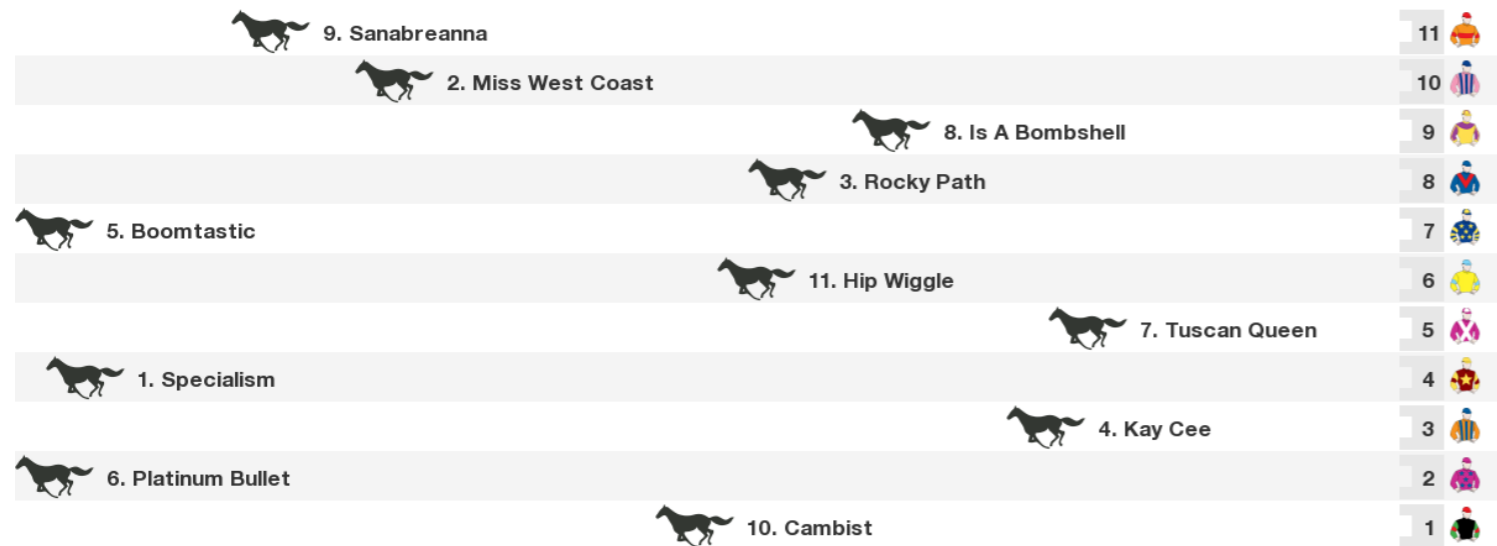 9. Sanabreanna 11
2. Miss West Coast 10
8. Is A Bombshell 9
3. Rocky Path 8
5. Boomtastic 7
11. Hip Wiggle 6
7. Tuscan Queen 5
1. Specialism 4
4. Kay Cee 3
6. Platinum Bullet 2
10. Cambist 1